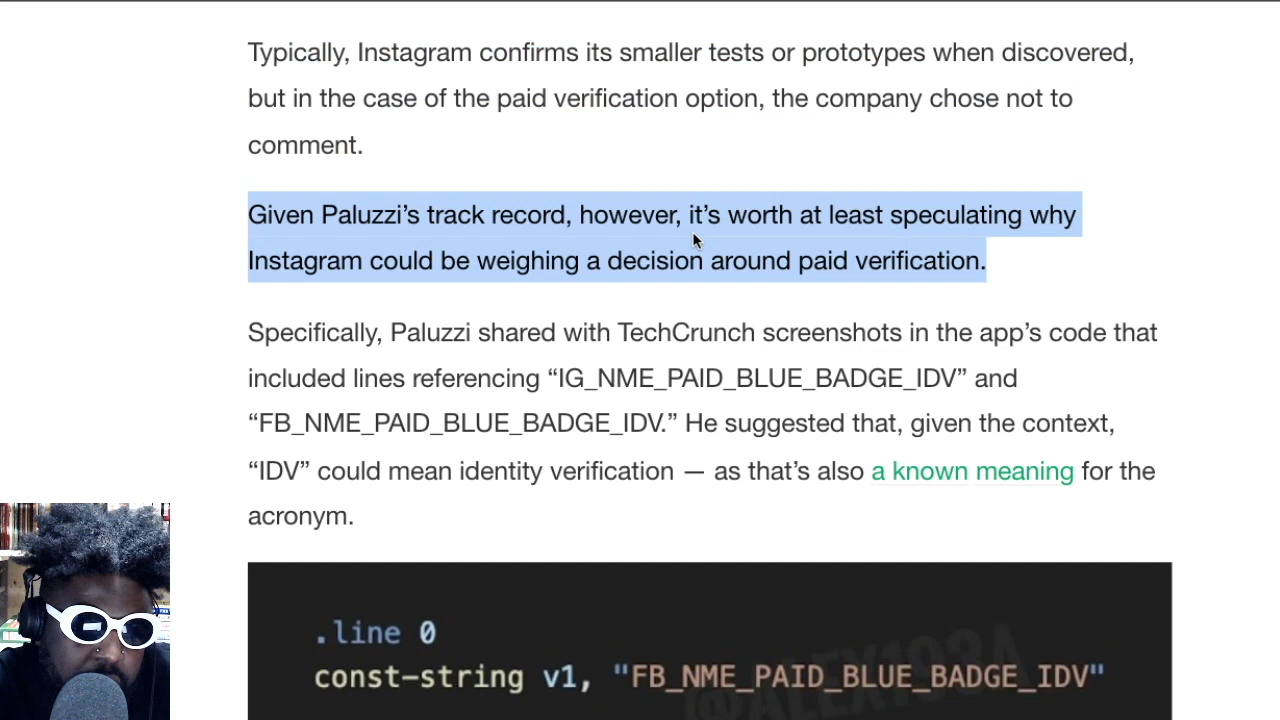 Typically, Instagram confirms its smaller tests or prototypes when discovered,
but in the case of the paid verification option, the company chose not to
comment.
Given Paluzzi’s track record, however, it’s worth at least speculating why
Instagram could be weighing a decision around paid verification.
Specifically, Paluzzi shared with TechCrunch screenshots in the app’s code that
included lines referencing “IG_NME_PAID_BLUE_BADGE_IDV” and
“FB_NME_PAID_BLUE_BADGE_IDV.” He suggested that, given the context,
“IDV” could mean identity verification — as that’s also a known meaning for the
acronym.
.line 0
const-string v1, "FB_NME_PAID_BLUE_BADGE_IDV"
@ALEX193A